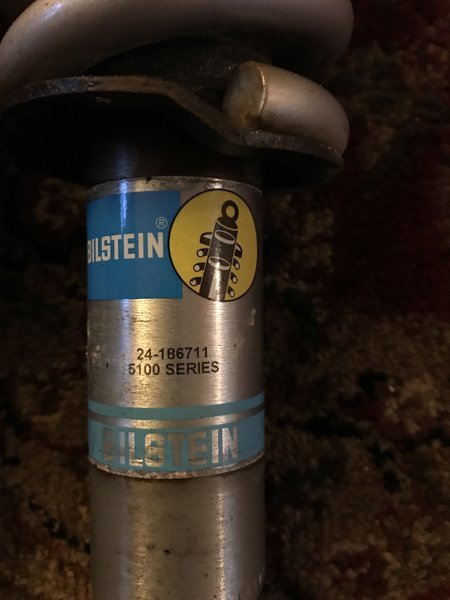 BILSTEIN®
24-186711
5100 SERIES
BILSTEIN